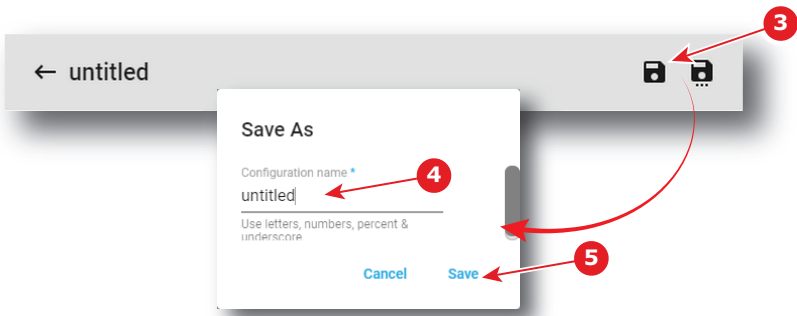 3
← untitled
Save As
Configuration name *
4
untitled
Use letters, numbers, percent &
underscore
5
Cancel Save